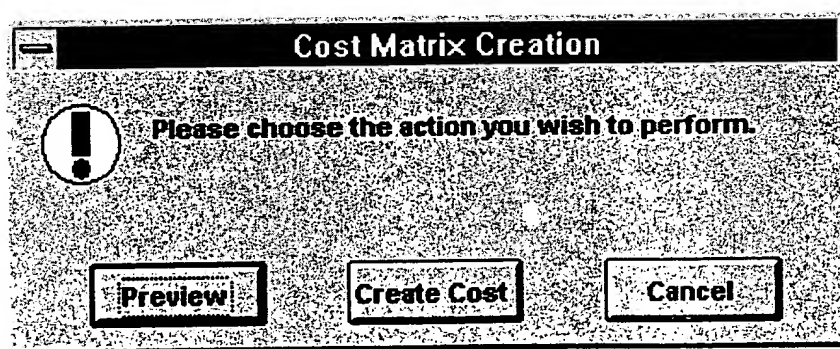 Cost Matrix Creation
Please choose the action you wish to perform.
Preview
Create Cost
Cancel